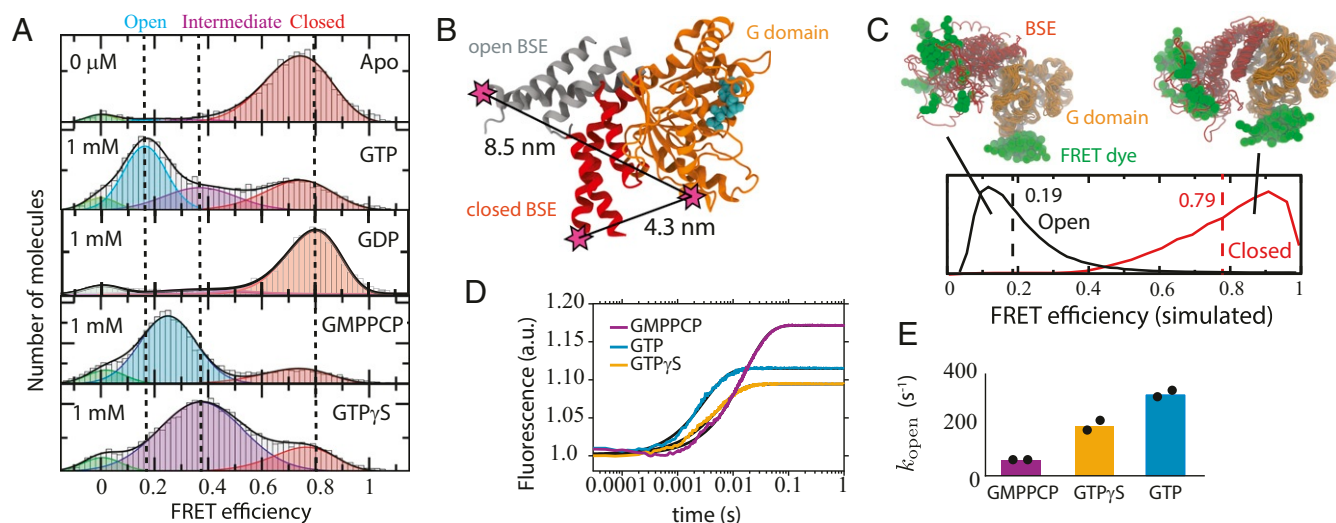 A
Open Intermediate Closed
0 μM
Apo
1 mM
GTP
1 mM
GDP
1 mM
GMPPCP
1 mM
GTPγS
Number of molecules
0 0.2 0.4 0.6 0.8 1
FRET efficiency
B
open BSE
G domain
8.5 nm
closed BSE
4.3 nm
C
BSE
G domain
FRET dye
0.19
Open
0.79
Closed
0 0.2 0.4 0.6 0.8 1
FRET efficiency (simulated)
D
Fluorescence (a.u.)
1.20
1.15
1.10
1.05
1.0
GMPPCP
GTP
GTPγS
0.0001 0.001 0.01 0.1 1
time (s)
E
kopen (s-1)
400
200
0
GMPPCP GTPγS GTP